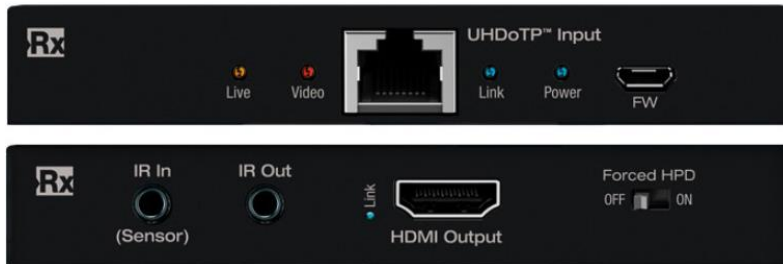 Rx
UHDoTP™ Input
Live
Video
Link
Power
FW
Rx
IR In
IR Out
Link
Forced HPD
OFF
ON
(Sensor)
HDMI Output